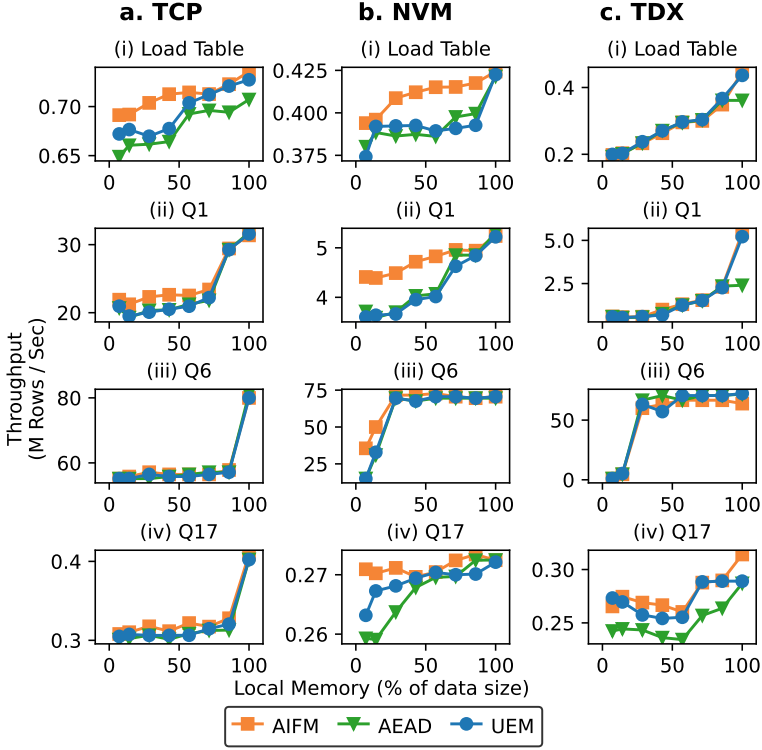 a. TCP b. NVM c. TDX
(i) Load Table (i) Load Table (i) Load Table
0.70
0.65
0 50 100
0.425
0.400
0.375
0 50 100
0.4
0.2
0 50 100
(ii) Q1 (ii) Q1 (ii) Q1
30
20
0 50 100
5
4
0 50 100
5.0
2.5
0 50 100
Throughput
(M Rows / Sec)
(iii) Q6 (iii) Q6 (iii) Q6
80
60
0 50 100
75
50
25
0 50 100
50
0
0 50 100
(iv) Q17 (iv) Q17 (iv) Q17
0.4
0.3
0 50 100
0.27
0.26
0 50 100
0.30
0.25
0 50 100
Local Memory (% of data size)
AIFM AEAD UEM